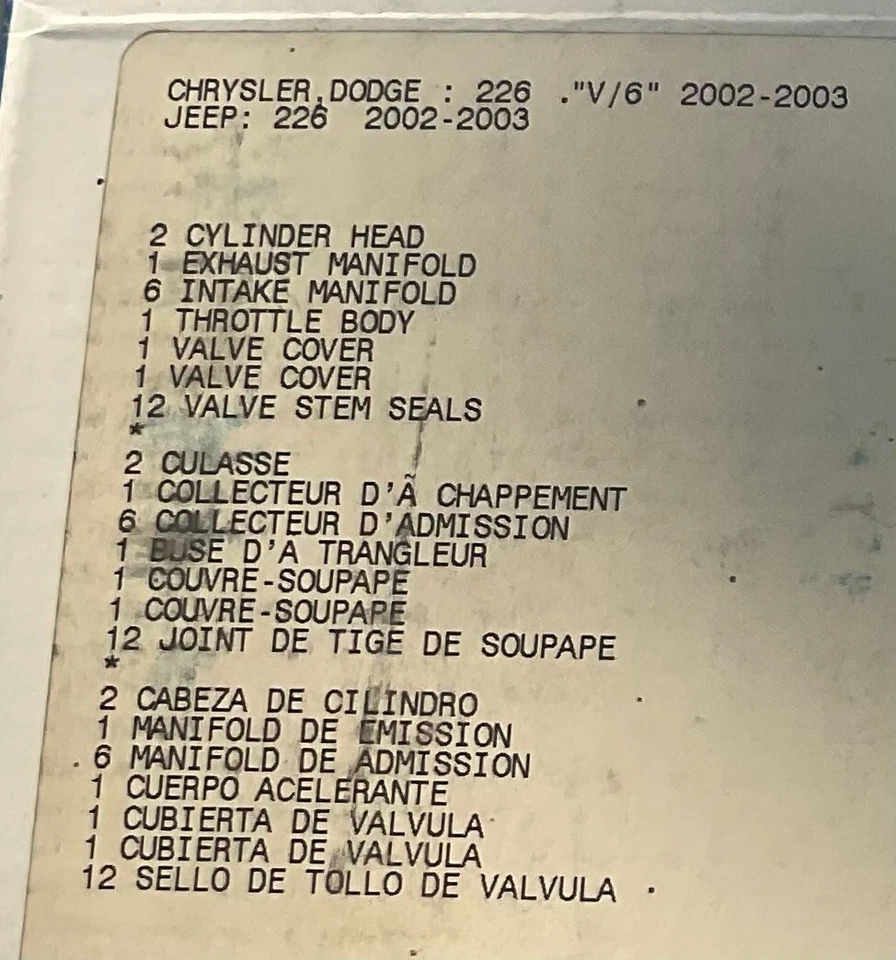 CHRYSLER,DODGE : 226 ."V/6" 2002-2003
JEEP: 226 2002-2003
2 CYLINDER HEAD
1 EXHAUST MANIFOLD
6 INTAKE MANIFOLD
1 THROTTLE BODY
1 VALVE COVER
1 VALVE COVER
12 VALVE STEM SEALS
*
2 CULASSE
1 COLLECTEUR D'Ã CHAPPEMENT
6 COLLECTEUR D'ADMISSION
1 BUSE D'A TRANGLEUR
1 COUVRE-SOUPAPE
1 COUVRE-SOUPAPE
12 JOINT DE TIGE DE SOUPAPE
*
2 CABEZA DE CILINDRO
1 MANIFOLD DE EMISSION
6 MANIFOLD DE ADMISSION
1 CUERPO ACELERANTE
1 CUBIERTA DE VALVULA
1 CUBIERTA DE VALVULA
12 SELLO DE TOLLO DE VALVULA